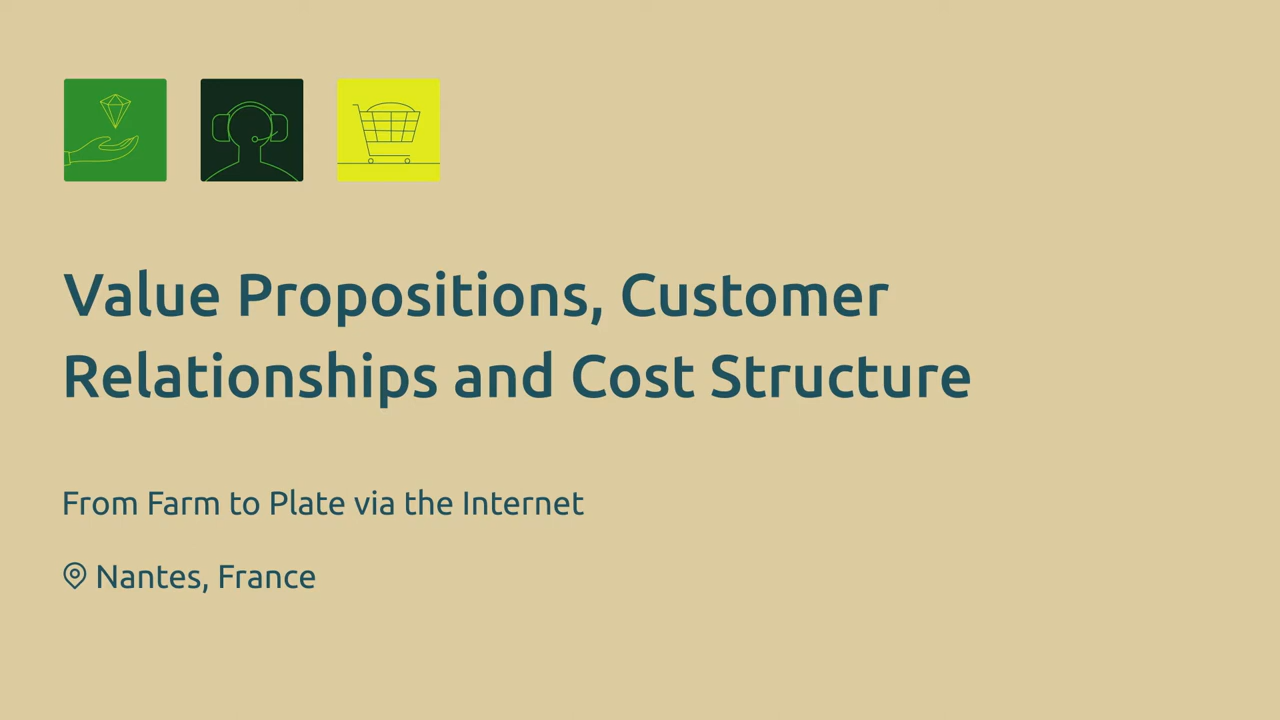 Value Propositions, Customer
Relationships and Cost Structure
From Farm to Plate via the Internet
Nantes, France